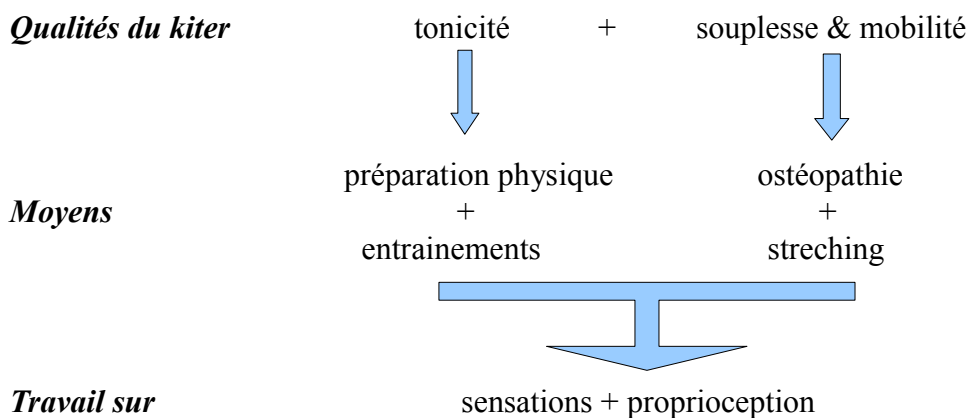 Qualités du kiter tonicité + souplesse & mobilité
préparation physique ostéopathie
Moyens + +
entrainements streching
Travail sur sensations + proprioception